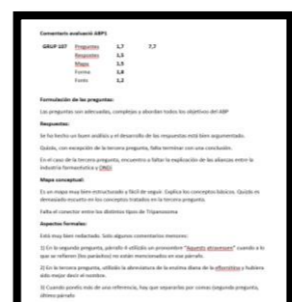 Comentario evaluació ABP1
GRUP 107 Preguntes 1,7 7,7
Respostes 1,5
Mapa 1,5
Forma 1,8
Fonts 1,2
Formulación de las preguntas:
Las preguntas son adecuadas, complejas y abordan todos los objetivos del ABP
Respuestas:
Se ha hecho un buen análisis y el desarrollo de las respuestas está bien argumentado.
Quizás, con excepción de la tercera pregunta, falta terminar con una conclusión.
En el caso de la tercera pregunta, encuentro a faltar la explicación de las alianzas entre la
industria farmacéutica y ONGs
Mapa conceptual:
Es un mapa muy bien estructurado y fácil de seguir. Explica los conceptos básicos. Quizás es
demasiado escueto en los conceptos tratados en la tercera pregunta.
Falta el conector entre los distintos tipos de Tripanosoma
Aspectos formales:
Está muy bien redactado. Solo algunos comentarios menores:
1) En la segunda pregunta, párrafo 4 utilizáis un pronombre "Aquests atravessen" cuando a lo
que se refieren (los parásitos) no están mencionados en ese párrafo.
2) En la tercera pregunta, utilizáis la abreviatura de la enzima diana de la eflornitina y hubiera
sido mejor decir el nombre.
3) Cuando ponéis más de una referencia, hay que separarlas por comas (segunda pregunta,
último párrafo